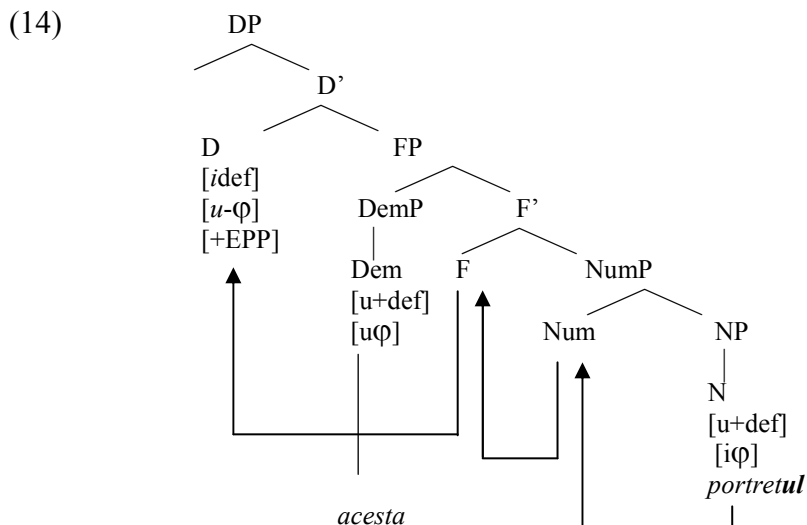 (14) DP
D’
D FP
[idef]
[u-φ] DemP F’
[+EPP]
Dem F NumP
[u+def]
[uφ] Num NP
N
[u+def]
[iφ]
portretul
acesta